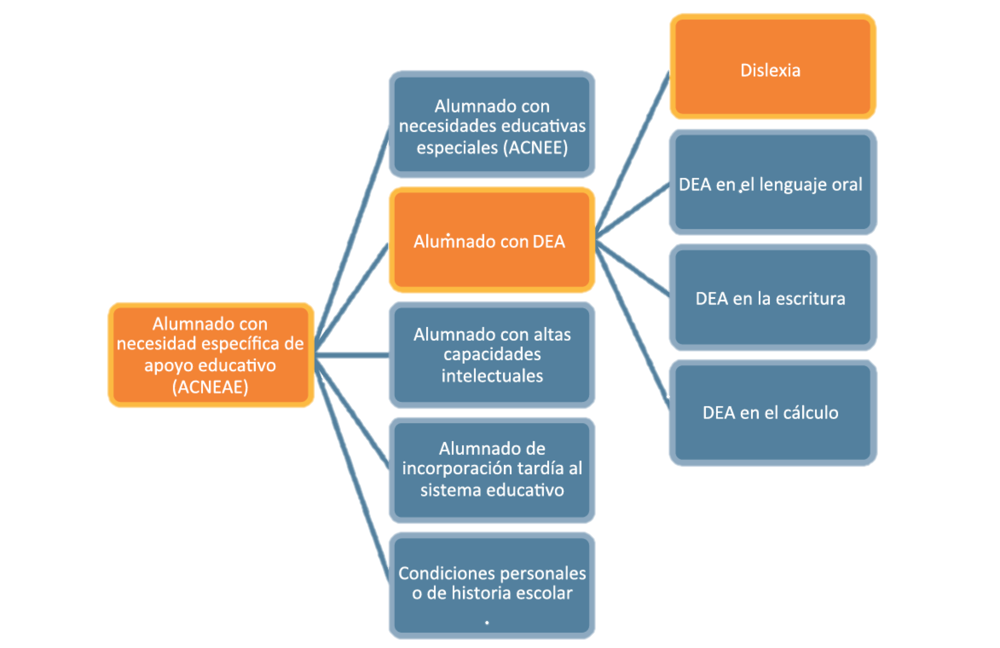 Alumnado con
necesidad específica de
apoyo educativo
(ACNEAE)
Alumnado con
necesidades educativas
especiales (ACNEE)
Alumnado con DEA
Alumnado con altas
capacidades
intelectuales
Alumnado de
incorporación tardía al
sistema educativo
Condiciones personales
o de historia escolar
.
Dislexia
DEA en el lenguaje oral
DEA en la escritura
DEA en el cálculo